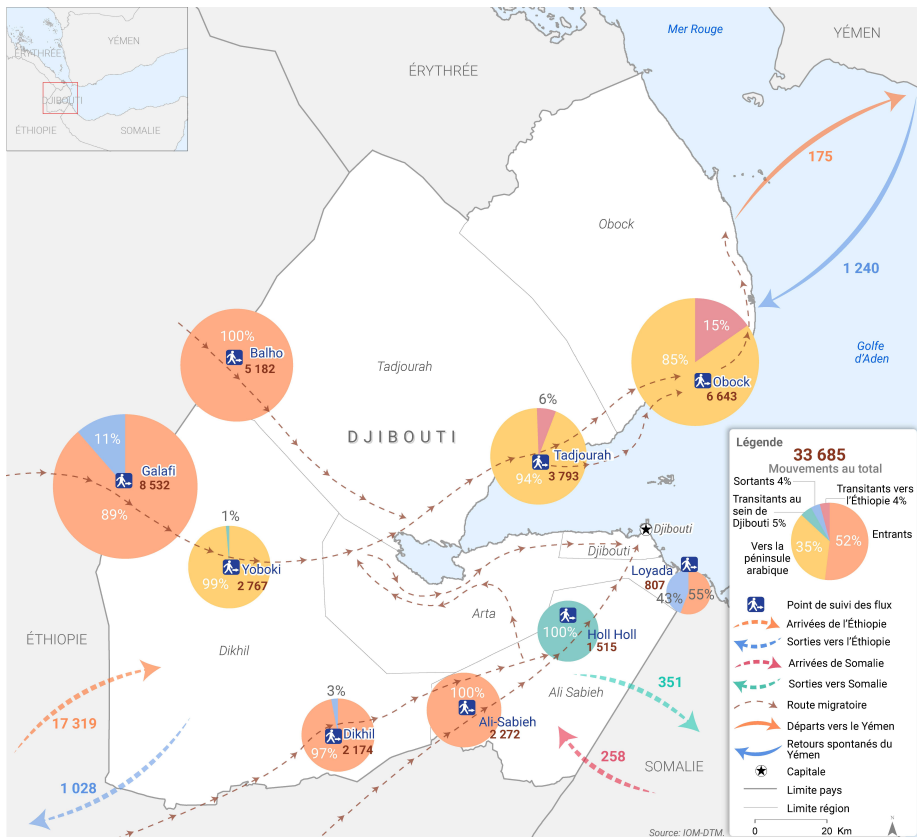 YÉMEN
ÉRYTHRÉE
DJIBOUTI
ÉTHIOPIE
SOMALIE
Mer Rouge
YÉMEN
ÉRYTHRÉE
175
Obock
1 240
Golfe
d'Aden
15%
85%
Obock
6 643
100%
Balho
5 182
Tadjourah
6%
DJIBOUTI
Tadjourah
3 793
94%
11%
Galafi
8 532
89%
1%
Yoboki
2 767
99%
Djibouti
Djibouti
Loyada
807
43%
55%
Arta
Holl Holl
100%
1 515
ÉTHIOPIE
Dikhil
Ali Sabieh
351
100%
Ali-Sabieh
2 272
3%
Dikhil
2 174
97%
17 319
1 028
258
SOMALIE
Légende
33 685
Mouvements au total
Sortants 4%
Transitants vers
l'Éthiopie 4%
Transitants au
sein de
Djibouti 5%
Entrants
52%
35%
Vers la
péninsule
arabique
Point de suivi des flux
Arrivées de l'Éthiopie
Sorties vers l'Éthiopie
Arrivées de Somalie
Sorties vers Somalie
Route migratoire
Départs vers le Yémen
Retours spontanés du
Yémen
Capitale
Limite pays
Limite région
0 20 Km
N
Source: IOM-DTM.